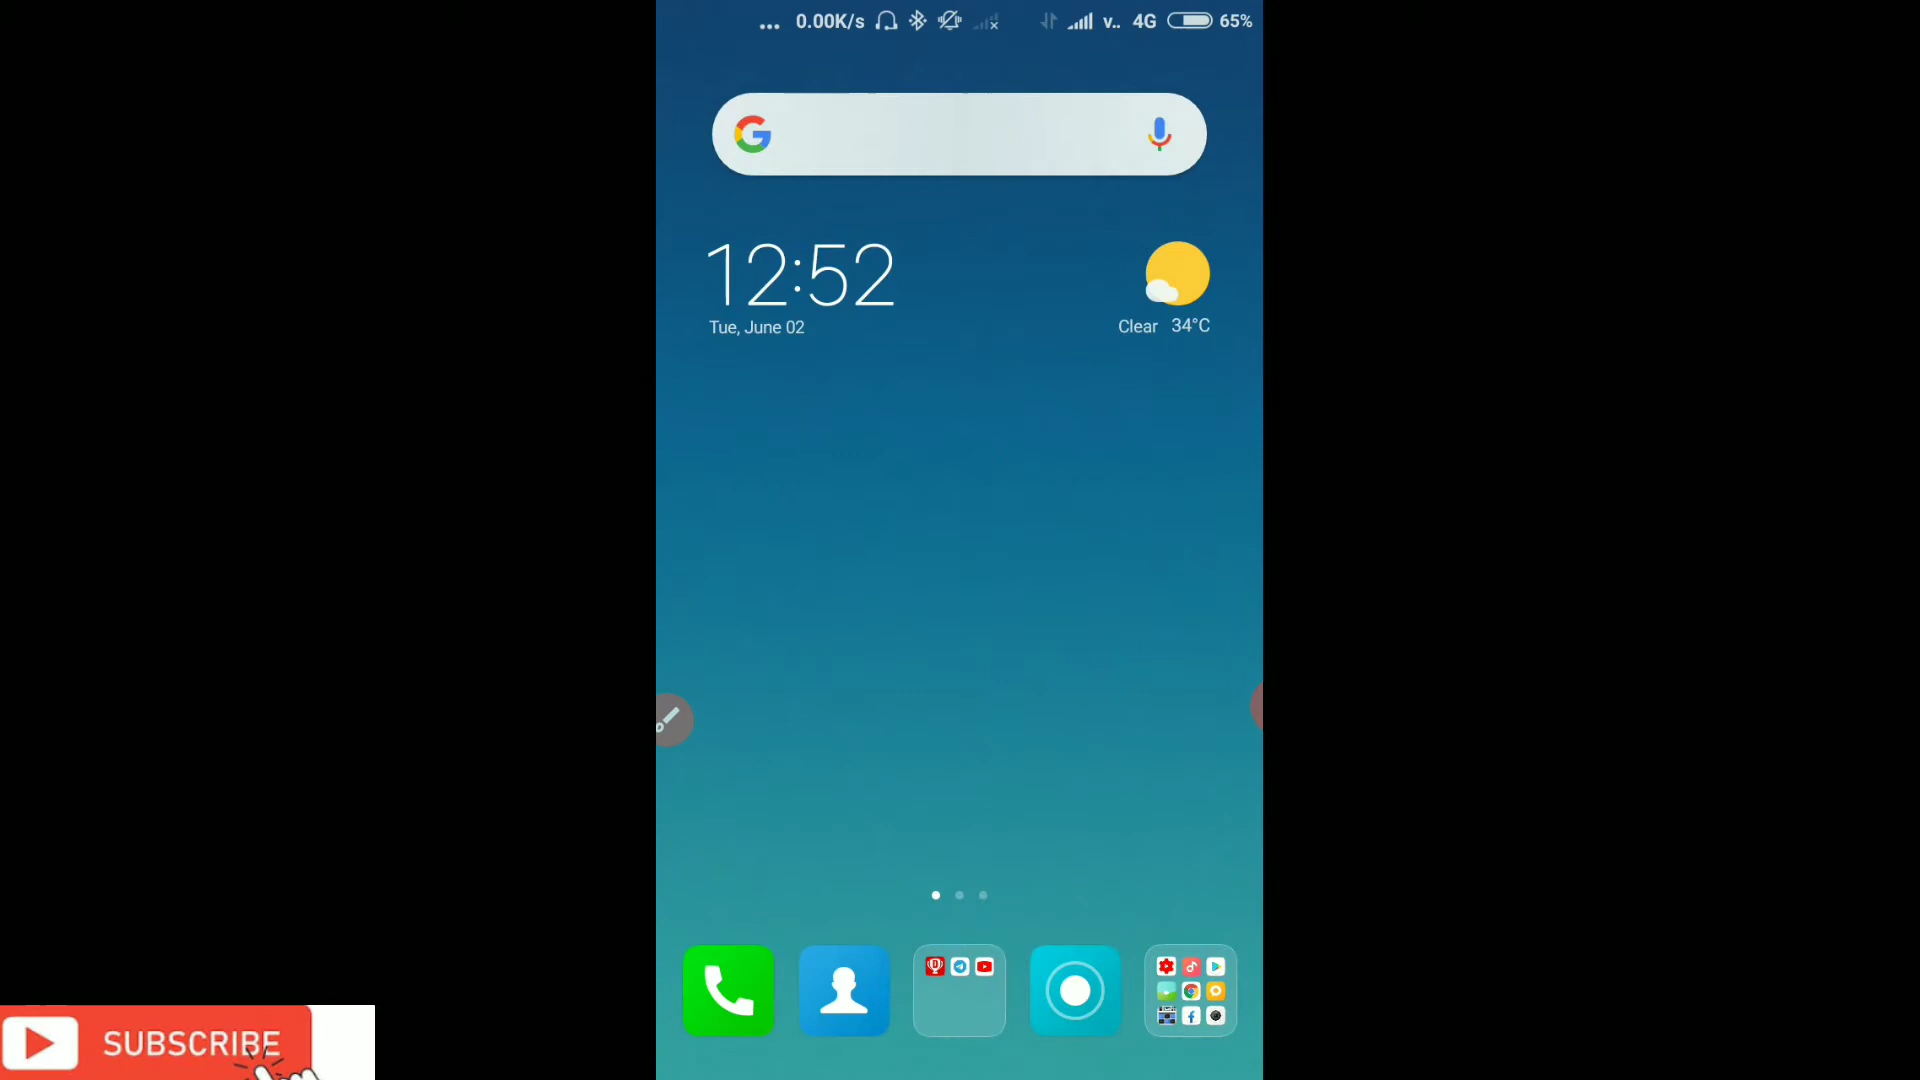 ... 0.00K/s v.. 4G 65%
12:52
Tue, June 02
Clear 34°C
SUBSCRIBE